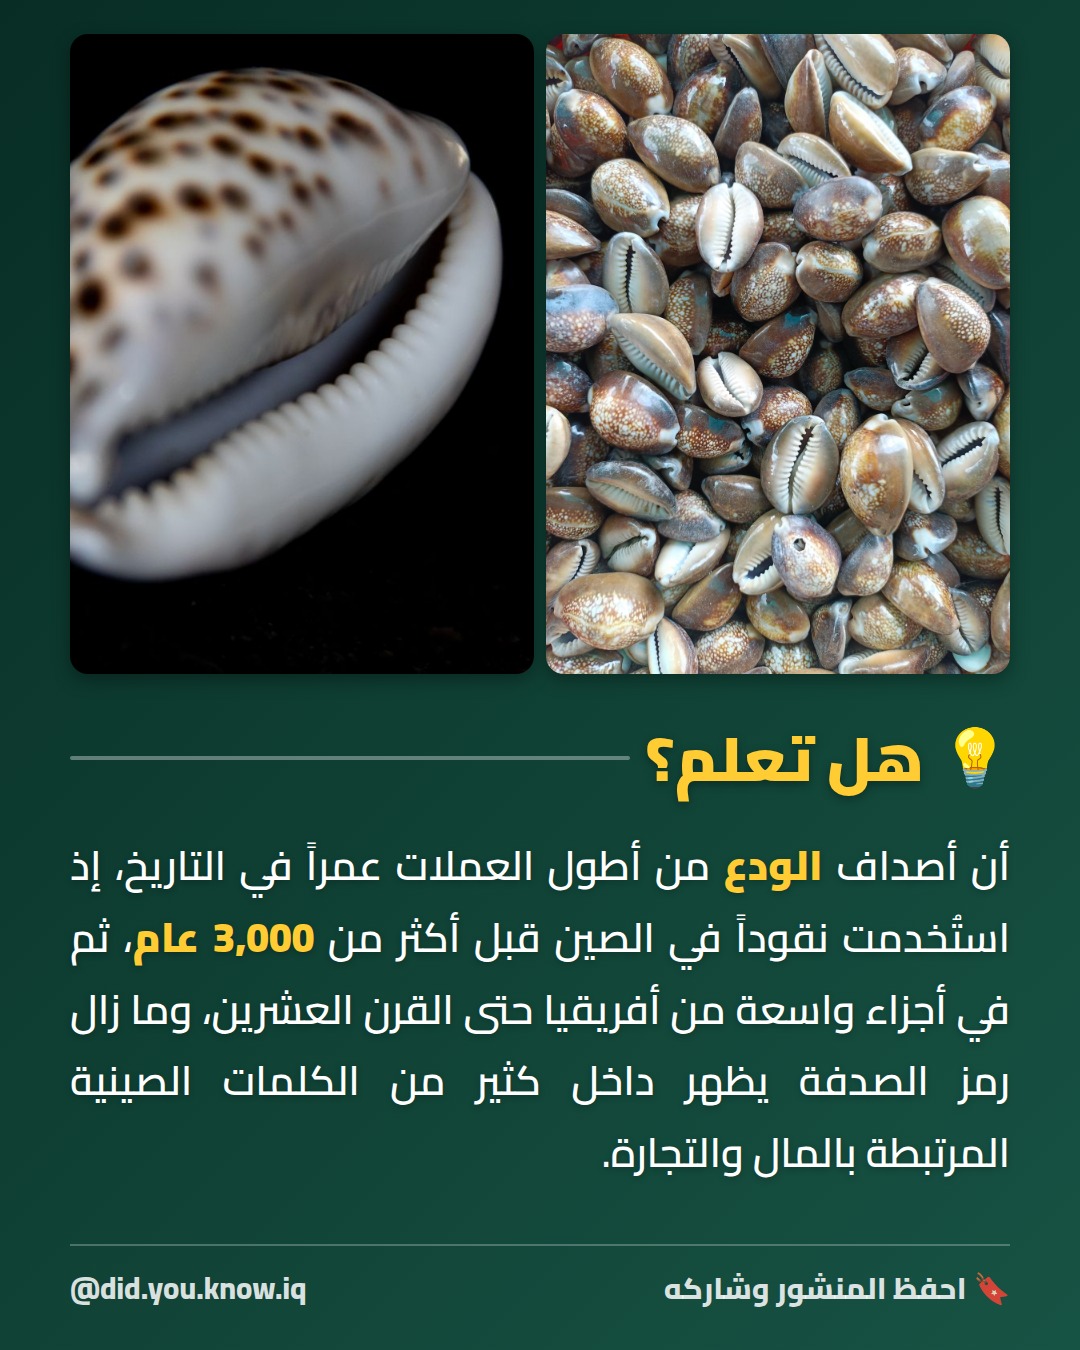 هل تعلم؟
أن أصداف الودع من أطول العملات عمراً في التاريخ، إذ
استُخدمت نقوداً في الصين قبل أكثر من 3,000 عام، ثم
في أجزاء واسعة من أفريقيا حتى القرن العشرين، وما زال
رمز الصدفة يظهر داخل كثير من الكلمات الصينية
المرتبطة بالمال والتجارة.
احفظ المنشور وشاركه
@did.you.know.iq